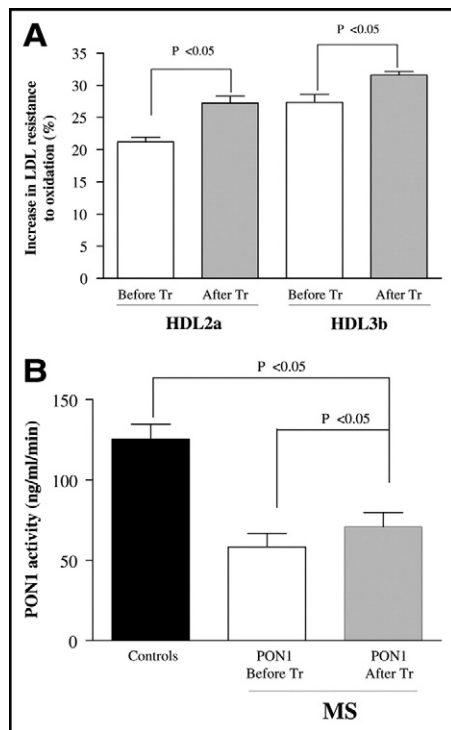 A
P <0.05
P <0.05
Increase in LDL resistance
to oxidation (%)
35
30
25
20
15
10
5
0
Before Tr After Tr Before Tr After Tr
HDL2a HDL3b
B
P <0.05
P <0.05
PON1 activity (ng/ml/min)
150
100
50
0
Controls PON1 PON1
Before Tr After Tr
MS